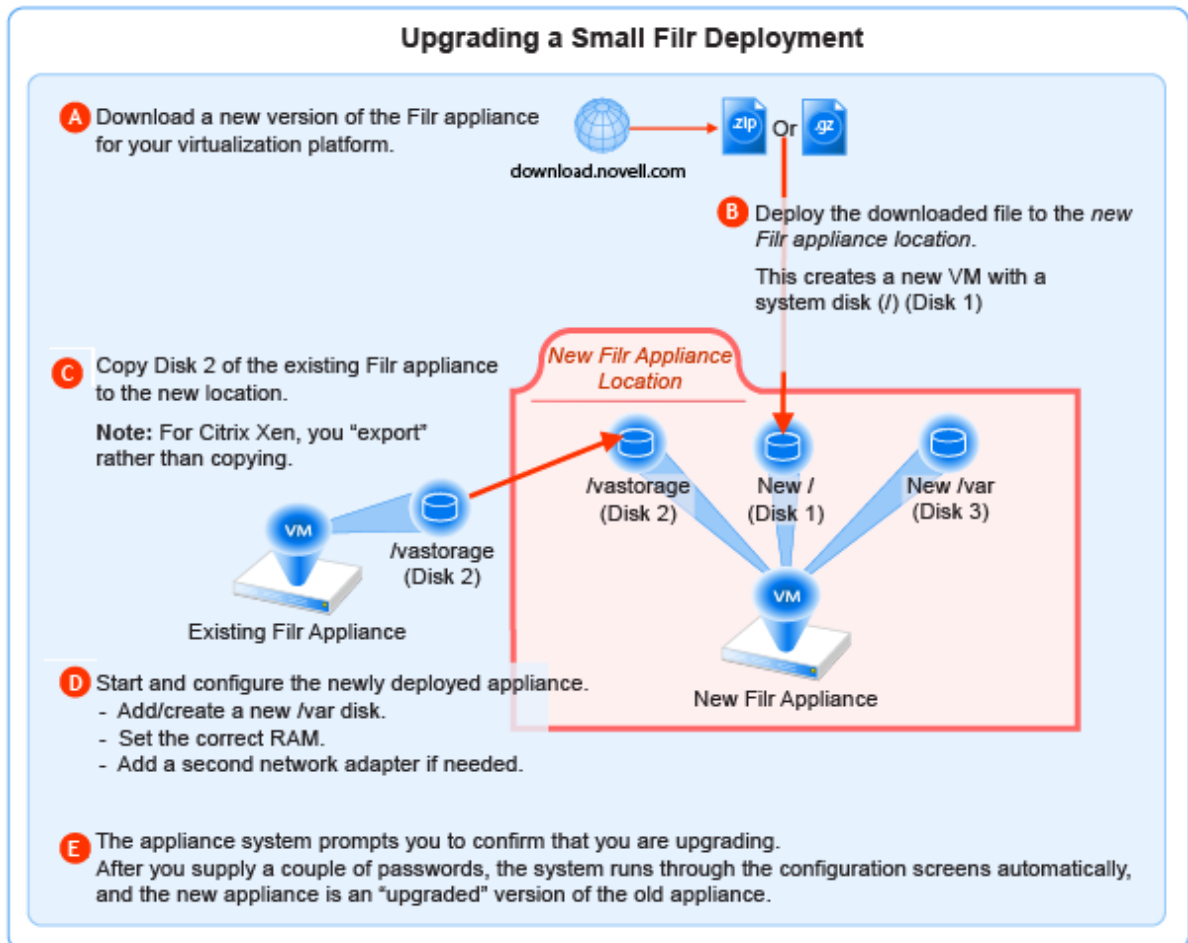 Upgrading a Small Filr Deployment
A Download a new version of the Filr appliance
for your virtualization platform.
download.novell.com
.zip Or .gz
B Deploy the downloaded file to the new
Filr appliance location.
This creates a new VM with a
system disk (/) (Disk 1)
C Copy Disk 2 of the existing Filr appliance
to the new location.
Note: For Citrix Xen, you “export”
rather than copying.
New Filr Appliance
Location
/vastorage
(Disk 2)
New /
(Disk 1)
New /var
(Disk 3)
VM
/vastorage
(Disk 2)
Existing Filr Appliance
VM
New Filr Appliance
D Start and configure the newly deployed appliance.
- Add/create a new /var disk.
- Set the correct RAM.
- Add a second network adapter if needed.
E The appliance system prompts you to confirm that you are upgrading.
After you supply a couple of passwords, the system runs through the configuration screens automatically,
and the new appliance is an “upgraded” version of the old appliance.